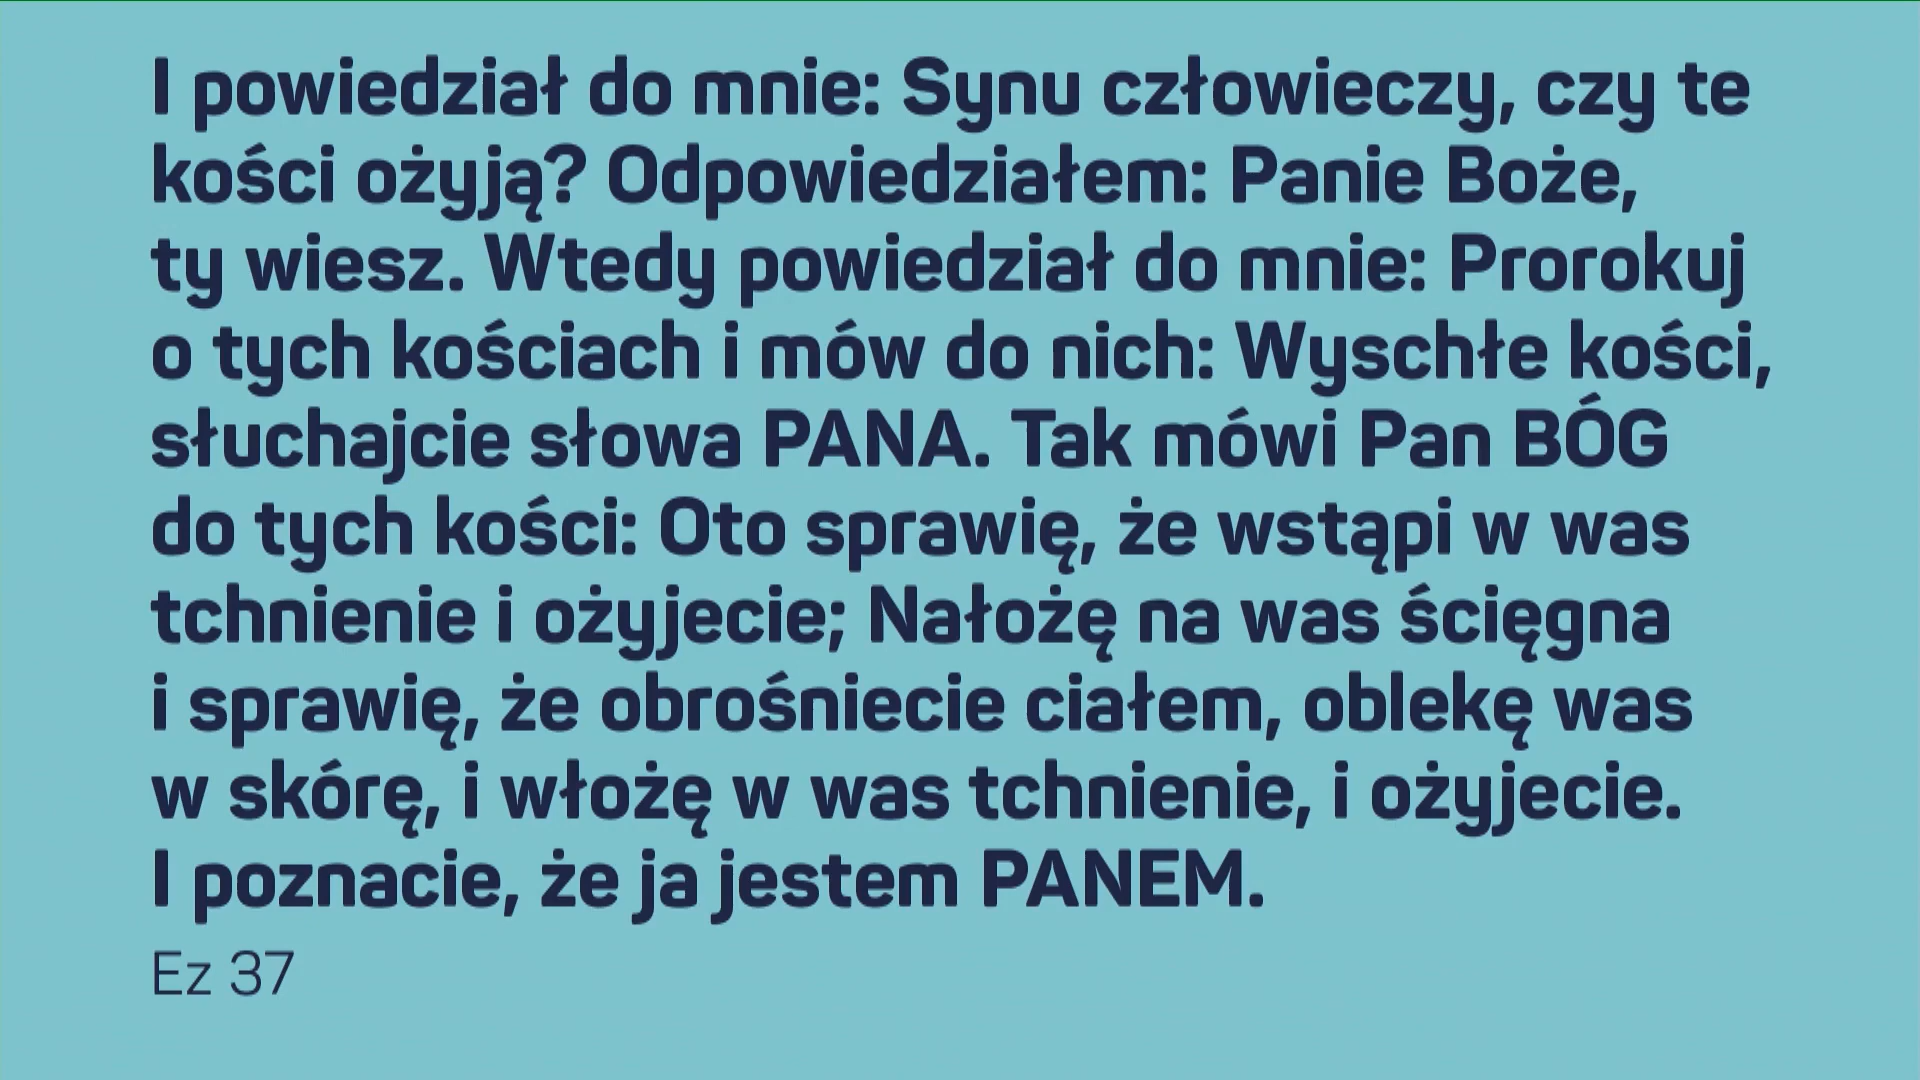 I powiedział do mnie: Synu człowieczy, czy te
kości ożyją? Odpowiedziałem: Panie Boże,
ty wiesz. Wtedy powiedział do mnie: Prorokuj
o tych kościach i mów do nich: Wyschłe kości,
słuchajcie słowa PANA. Tak mówi Pan BÓG
do tych kości: Oto sprawię, że wstąpi w was
tchnienie i ożyjecie; Nałożę na was ścięgna
i sprawię, że obrośniecie ciałem, oblekę was
w skórę, i włożę w was tchnienie, i ożyjecie.
I poznacie, że ja jestem PANEM.
Ez 37